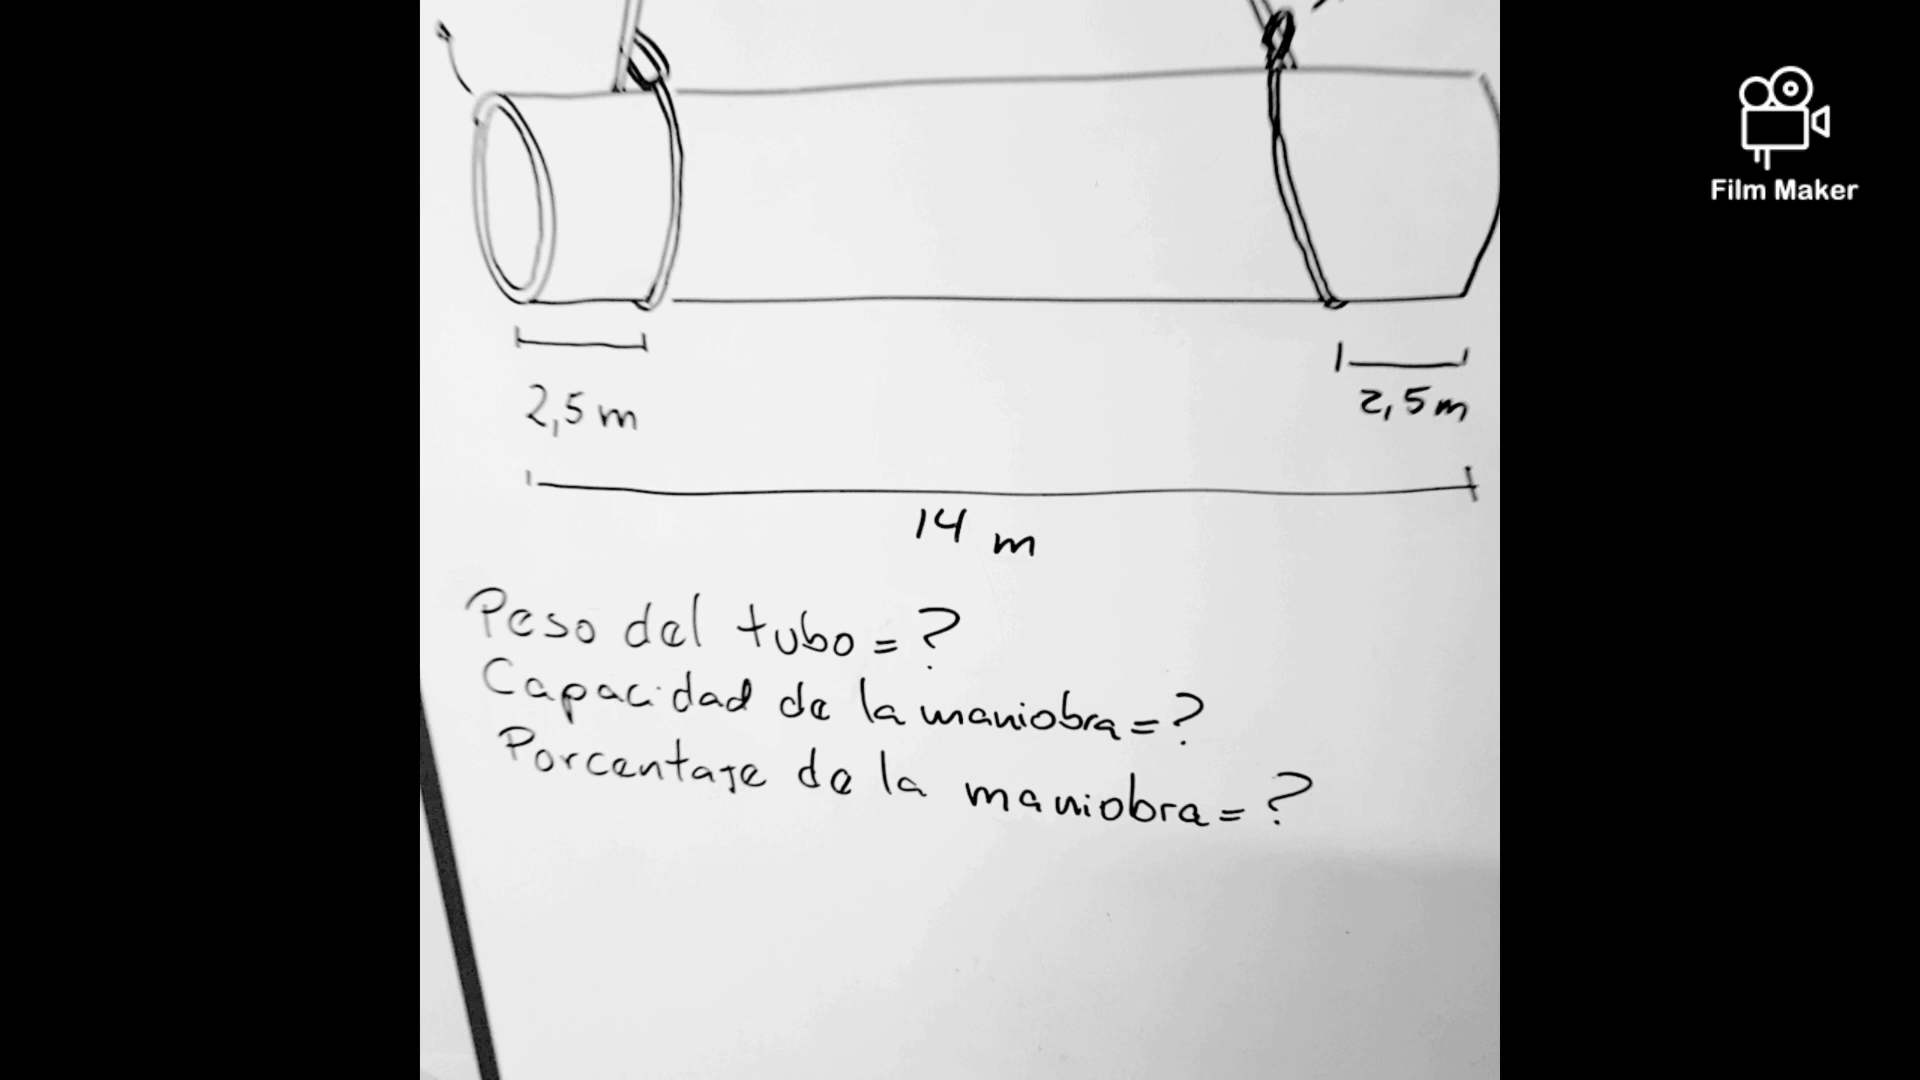 2,5 m
2,5 m
14 m
Peso del tubo = ?
Capacidad de la maniobra = ?
Porcentaje de la maniobra = ?
Film Maker